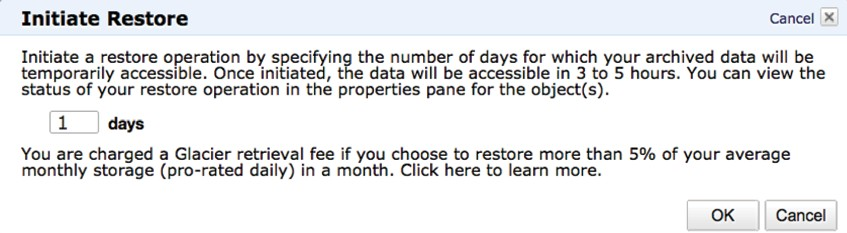 Initiate Restore
Cancel
Initiate a restore operation by specifying the number of days for which your archived data will be
temporarily accessible. Once initiated, the data will be accessible in 3 to 5 hours. You can view the
status of your restore operation in the properties pane for the object(s).
1 days
You are charged a Glacier retrieval fee if you choose to restore more than 5% of your average
monthly storage (pro-rated daily) in a month. Click here to learn more.
OK Cancel